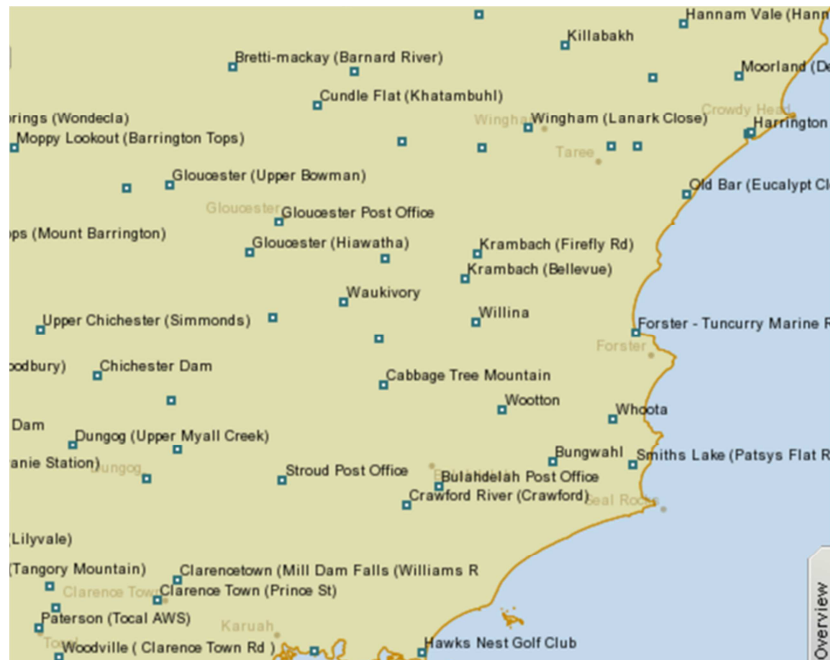 Hannam Vale (Hann
Killabakh
Bretti-mackay (Barnard River)
Moorland (De
Cundle Flat (Khatambuhl)
Crowdy Head
prings (Wondecla)
Wingham
Wingham (Lanark Close)
Harrington
Moppy Lookout (Barrington Tops)
Taree
Gloucester (Upper Bowman)
Old Bar (Eucalypt Cl
Gloucester
Gloucester Post Office
ops (Mount Barrington)
Gloucester (Hiawatha)
Krambach (Firefly Rd)
Krambach (Bellevue)
Waukivory
Willina
Upper Chichester (Simmonds)
Forster - Tuncurry Marine R
Forster
oodbury)
Chichester Dam
Cabbage Tree Mountain
Wootton
Whoota
Dam
Dungog (Upper Myall Creek)
Bungwahl
Smiths Lake (Patsys Flat R
anie Station)
Dungog
Stroud Post Office
Bulahdelah Post Office
Crawford River (Crawford)
Seal Rocks
Lilyvale)
(Tangory Mountain)
Clarencetown (Mill Dam Falls (Williams R
Clarence Town
Clarence Town (Prince St)
Paterson (Tocal AWS)
Karuah
Tocal
Woodville ( Clarence Town Rd )
Hawks Nest Golf Club
Overview